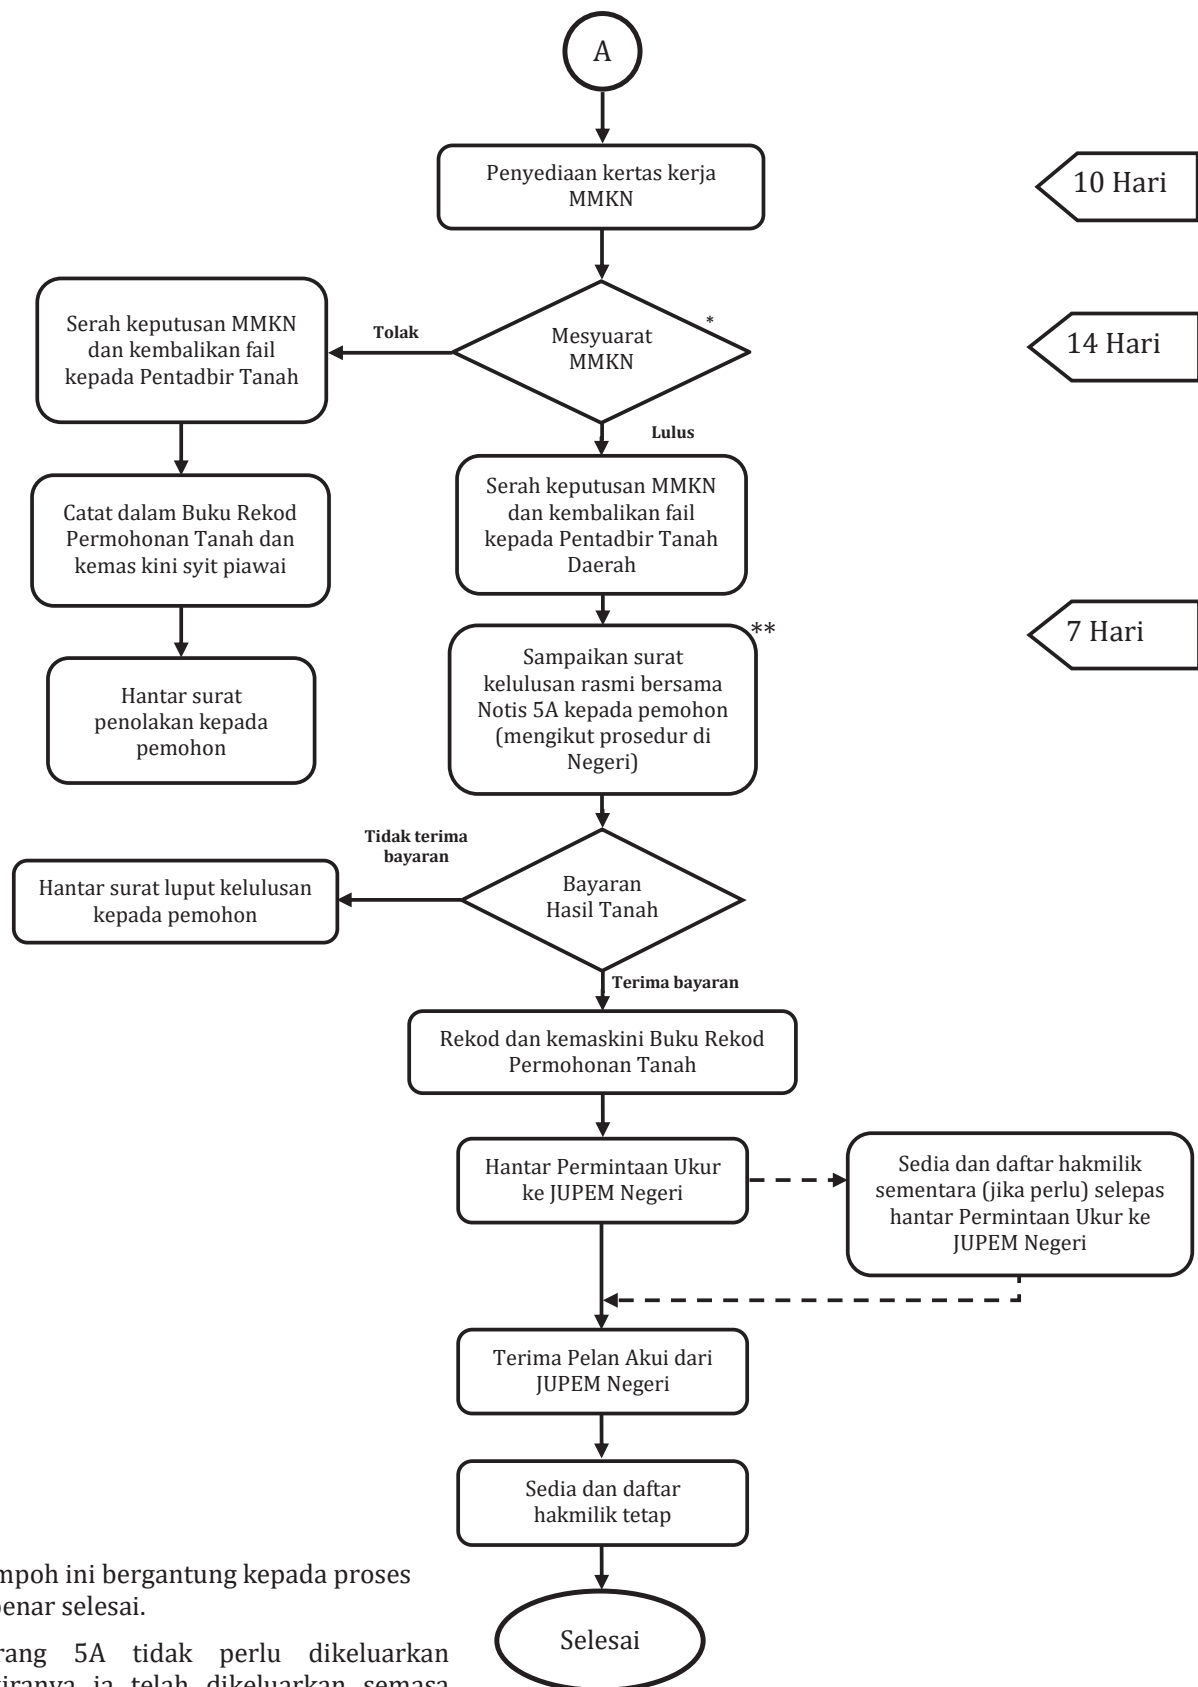 A
Penyediaan kertas kerja
MMKN
10 Hari
Mesyuarat
MMKN
*
14 Hari
Tolak
Serah keputusan MMKN
dan kembalikan fail
kepada Pentadbir Tanah
Lulus
Catat dalam Buku Rekod
Permohonan Tanah dan
kemas kini syit piawai
Serah keputusan MMKN
dan kembalikan fail
kepada Pentadbir Tanah
Daerah
Hantar surat
penolakan kepada
pemohon
**
Sampaikan surat
kelulusan rasmi bersama
Notis 5A kepada pemohon
(mengikut prosedur di
Negeri)
7 Hari
Tidak terima
bayaran
Hantar surat luput kelulusan
kepada pemohon
Bayaran
Hasil Tanah
Terima bayaran
Rekod dan kemaskini Buku Rekod
Permohonan Tanah
Hantar Permintaan Ukur
ke JUPEM Negeri
Sedia dan daftar hakmilik
sementara (jika perlu) selepas
hantar Permintaan Ukur ke
JUPEM Negeri
Terima Pelan Akui dari
JUPEM Negeri
Sedia dan daftar
hakmilik tetap
Selesai
ini bergantung kepada proses
selesai.
5A tidak perlu dikeluarkan
ia telah dikeluarkan semasa